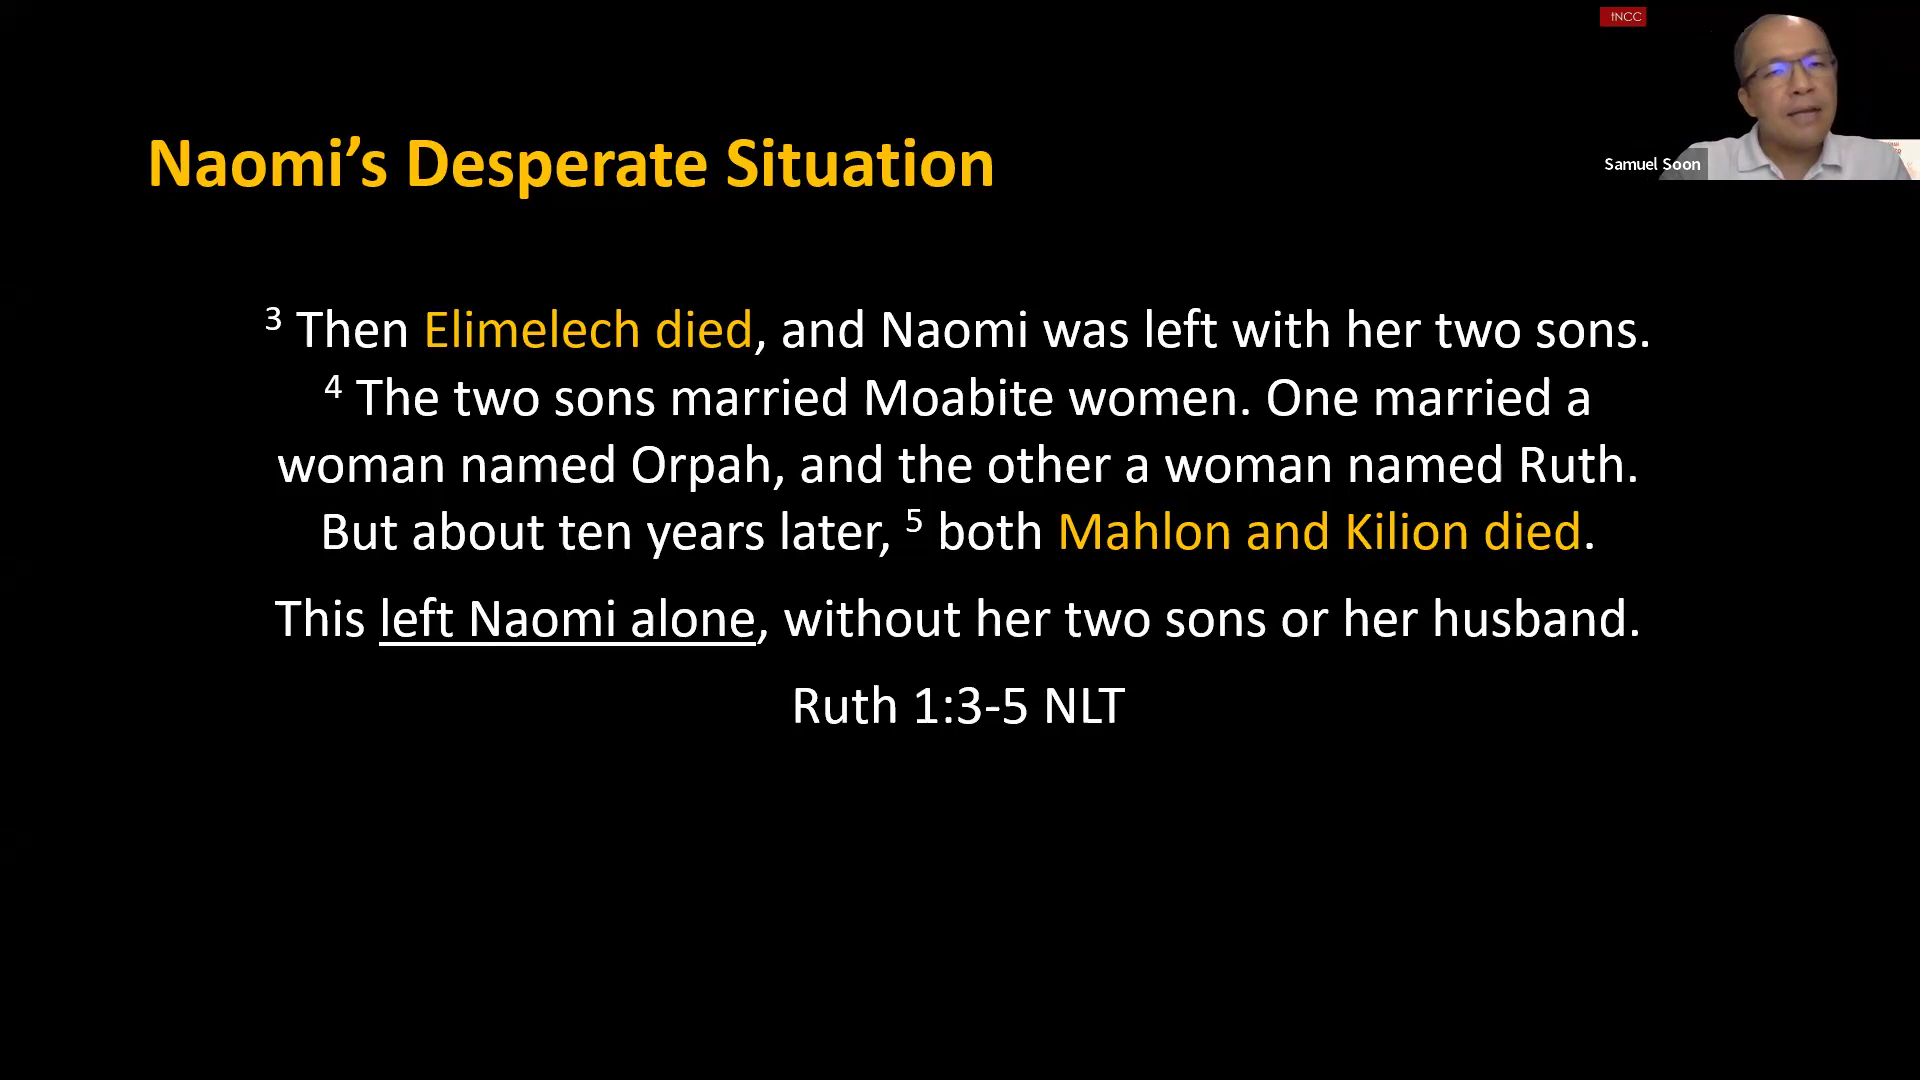 tNCC
Samuel Soon
Naomi’s Desperate Situation
3 Then Elimelech died, and Naomi was left with her two sons.
4 The two sons married Moabite women. One married a
woman named Orpah, and the other a woman named Ruth.
But about ten years later, 5 both Mahlon and Kilion died.
This left Naomi alone, without her two sons or her husband.
Ruth 1:3-5 NLT